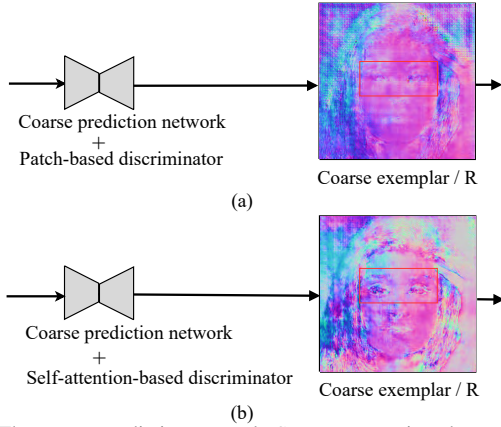 Coarse prediction network
+
Patch-based discriminator
Coarse exemplar / R
(a)
Coarse prediction network
+
Self-attention-based discriminator
Coarse exemplar / R
(b)